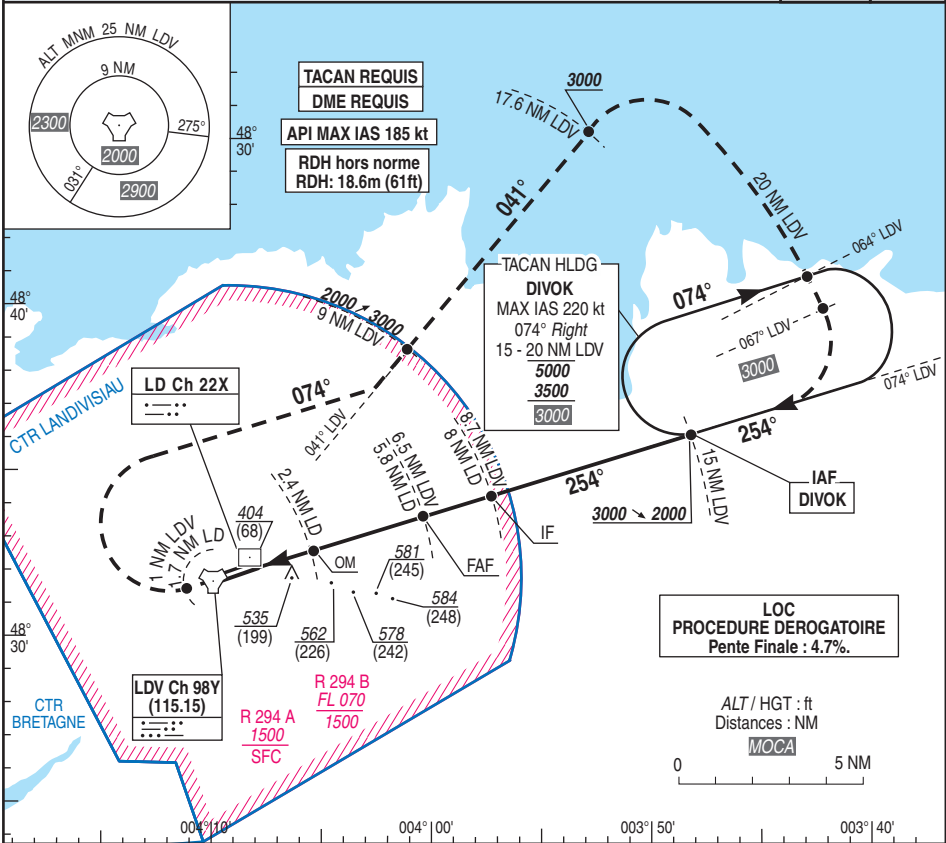 ALT MNM 25 NM LDV
9 NM
2300
275°
2000
031°
2900
TACAN REQUIS
DME REQUIS
API MAX IAS 185 kt
RDH hors norme
RDH: 18.6m (61ft)
3000
17.6 NM LDV
48°
30'
041°
20 NM LDV
064° LDV
TACAN HLDG
DIVOK
MAX IAS 220 kt
074° Right
15 - 20 NM LDV
5000
3500
3000
074°
067° LDV
3000
074° LDV
48°
40'
2000 ➘ 3000
9 NM LDV
CTR LANDIVISIAU
LD Ch 22X
074°
041° LDV
8.7 NM LDV
8 NM LD
6.5 NM LDV
5.8 NM LD
254°
254°
15 NM LDV
IAF
DIVOK
3000 ➘ 2000
IF
2.4 NM LD
404
(68)
1 NM LDV
1.7 NM LD
OM
FAF
581
(245)
584
(248)
535
(199)
562
(226)
578
(242)
48°
30'
LOC
PROCEDURE DEROGATOIRE
Pente Finale : 4.7%.
LDV Ch 98Y
(115.15)
R 294 A
1500
SFC
R 294 B
FL 070
1500
CTR
BRETAGNE
ALT / HGT : ft
Distances : NM
MOCA
0 5 NM
004° 10' 004° 00' 003° 50' 003° 40'